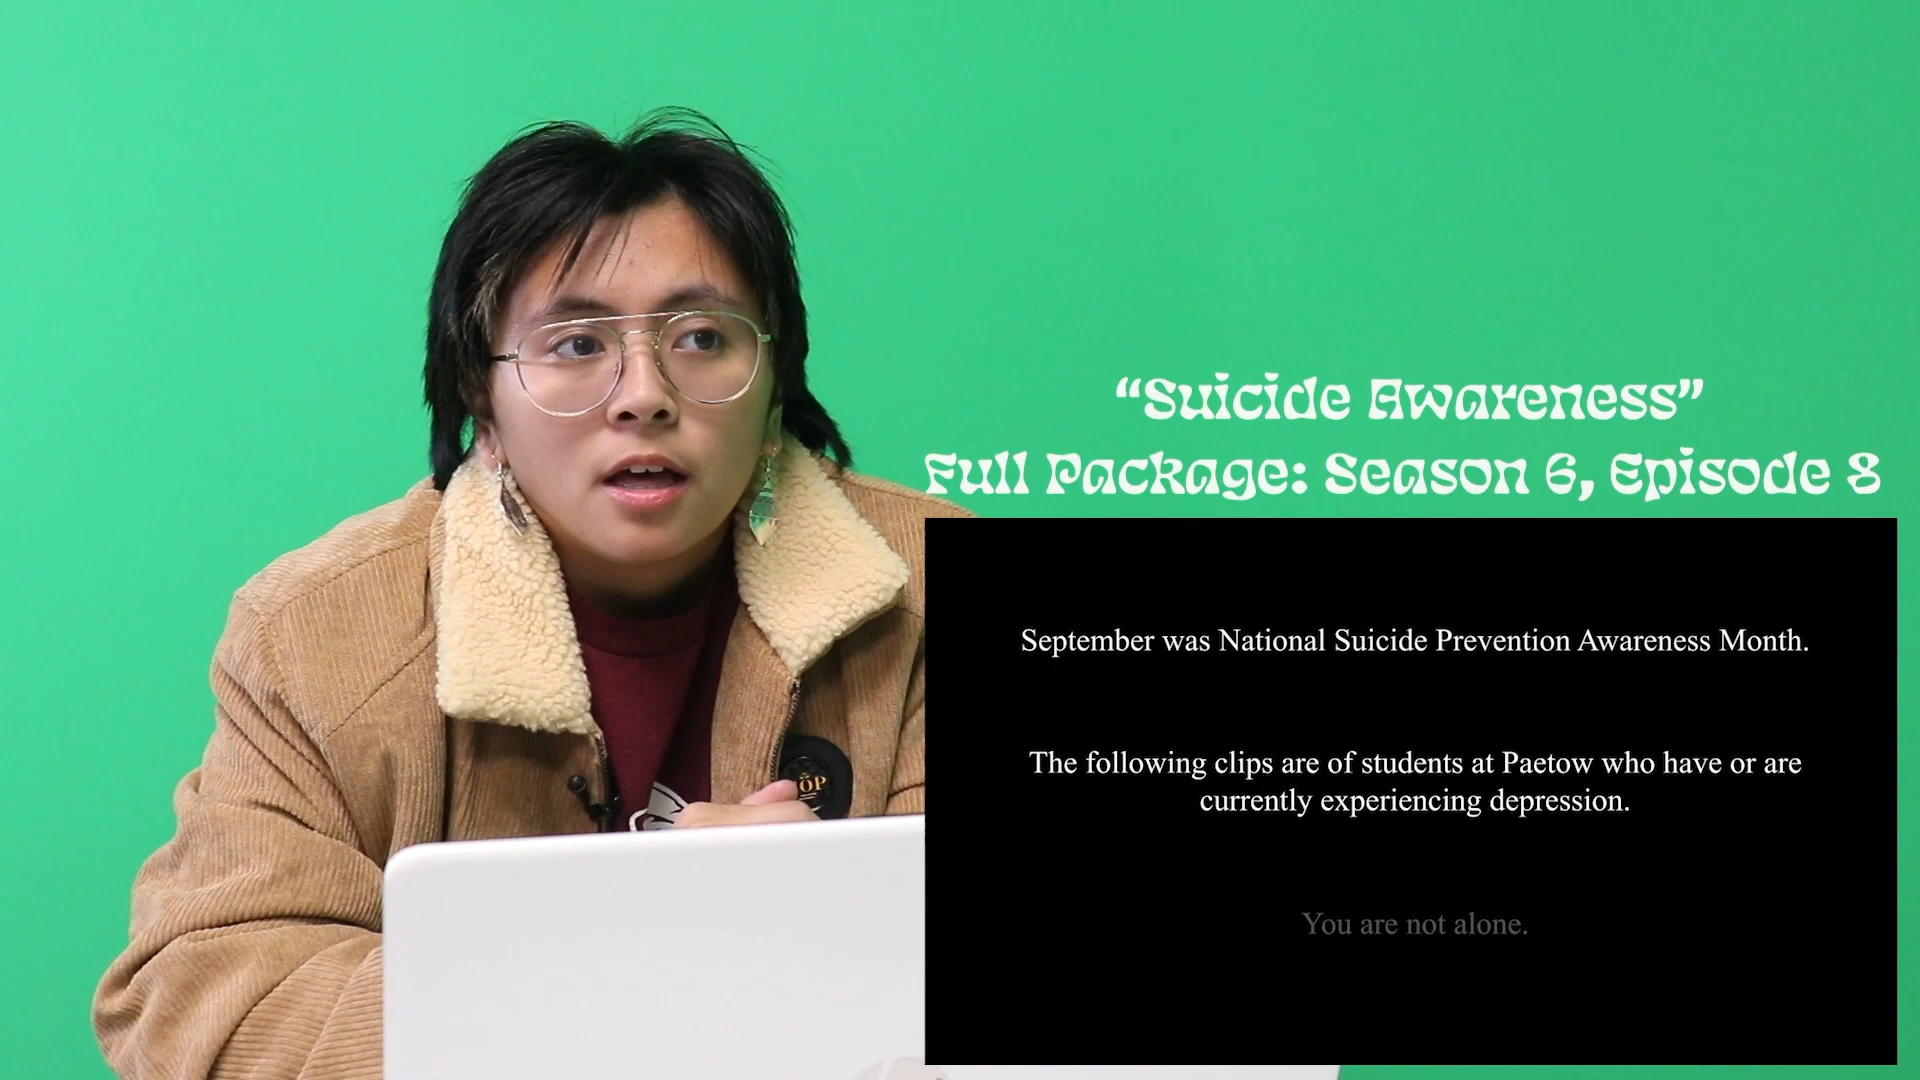 “Suicide Awareness”
Full Package: Season 6, Episode 8
September was National Suicide Prevention Awareness Month.
The following clips are of students at Paetow who have or are
currently experiencing depression.
You are not alone.